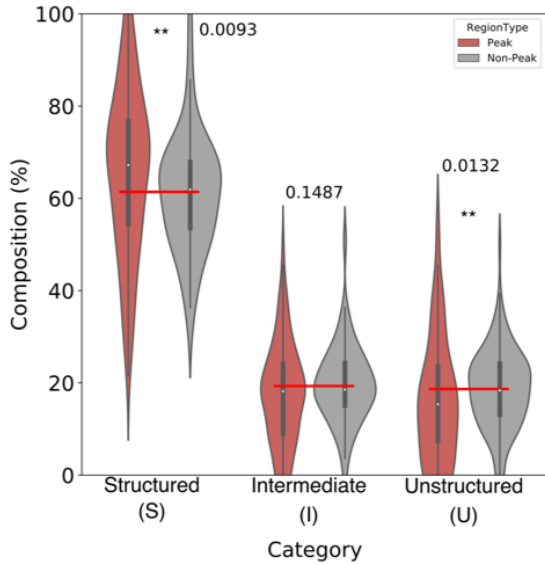 100
80
60
40
20
0
Composition (%)
** 0.0093
RegionType
Peak
Non-Peak
0.1487
0.0132
**
Structured Intermediate Unstructured
(S) (I) (U)
Category